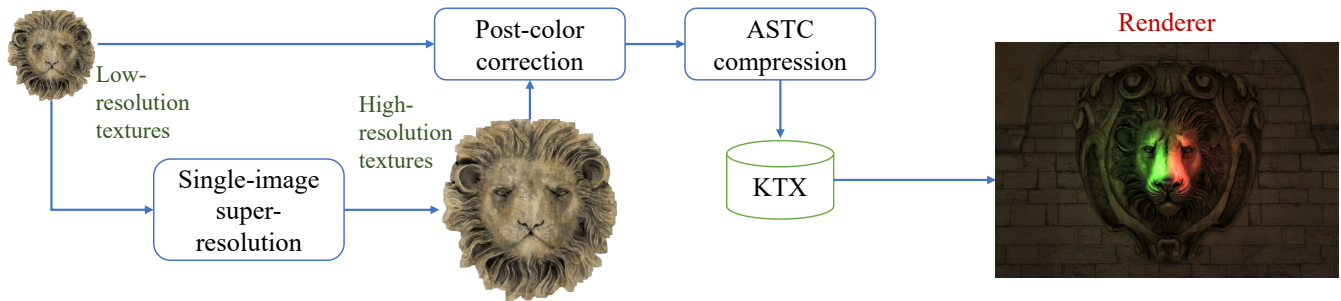 Low-
resolution
textures
Single-image
super-
resolution
High-
resolution
textures
Post-color
correction
ASTC
compression
KTX
Renderer